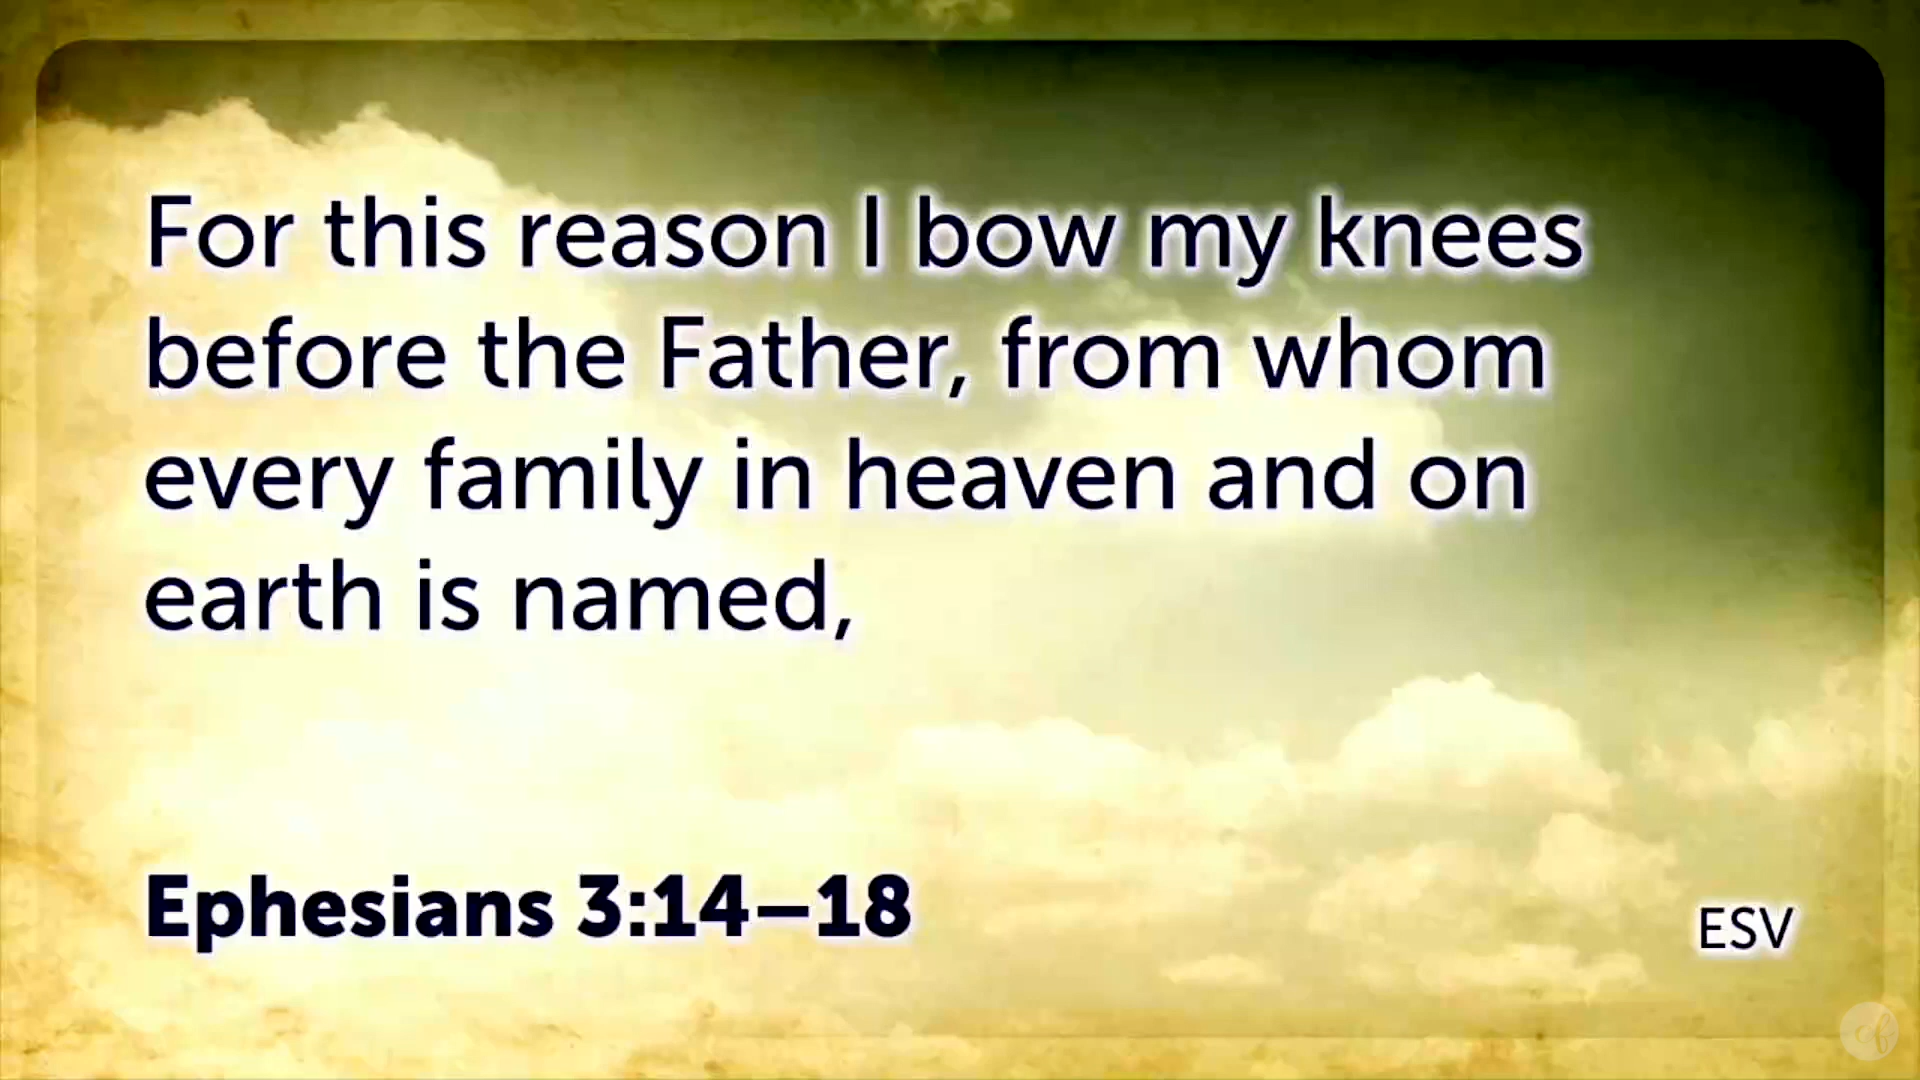 For this reason I bow my knees
before the Father, from whom
every family in heaven and on
earth is named,
Ephesians 3:14–18
ESV